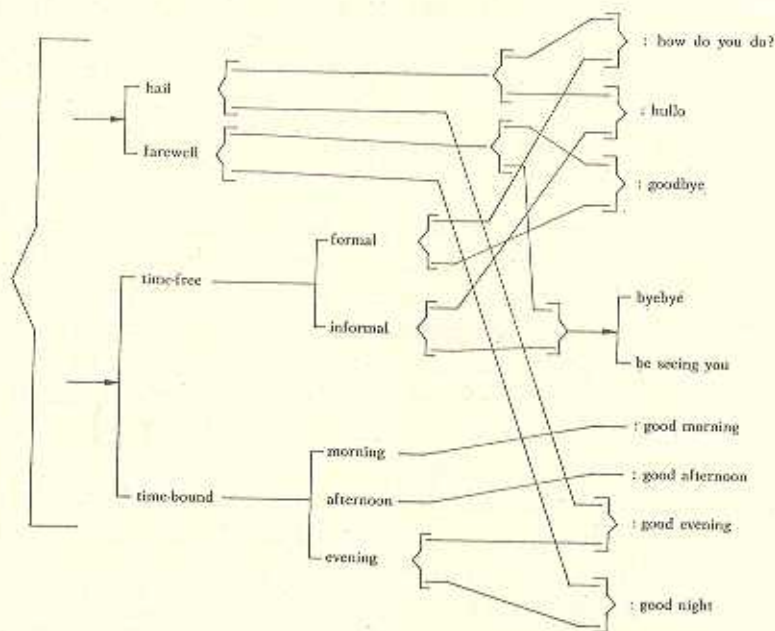 : how do you do?
hail
: hullo
farewell
: goodbye
formal
time-free
byebye
informal
be seeing you
: good morning
morning
: good afternoon
time-bound
afternoon
: good evening
evening
: good night